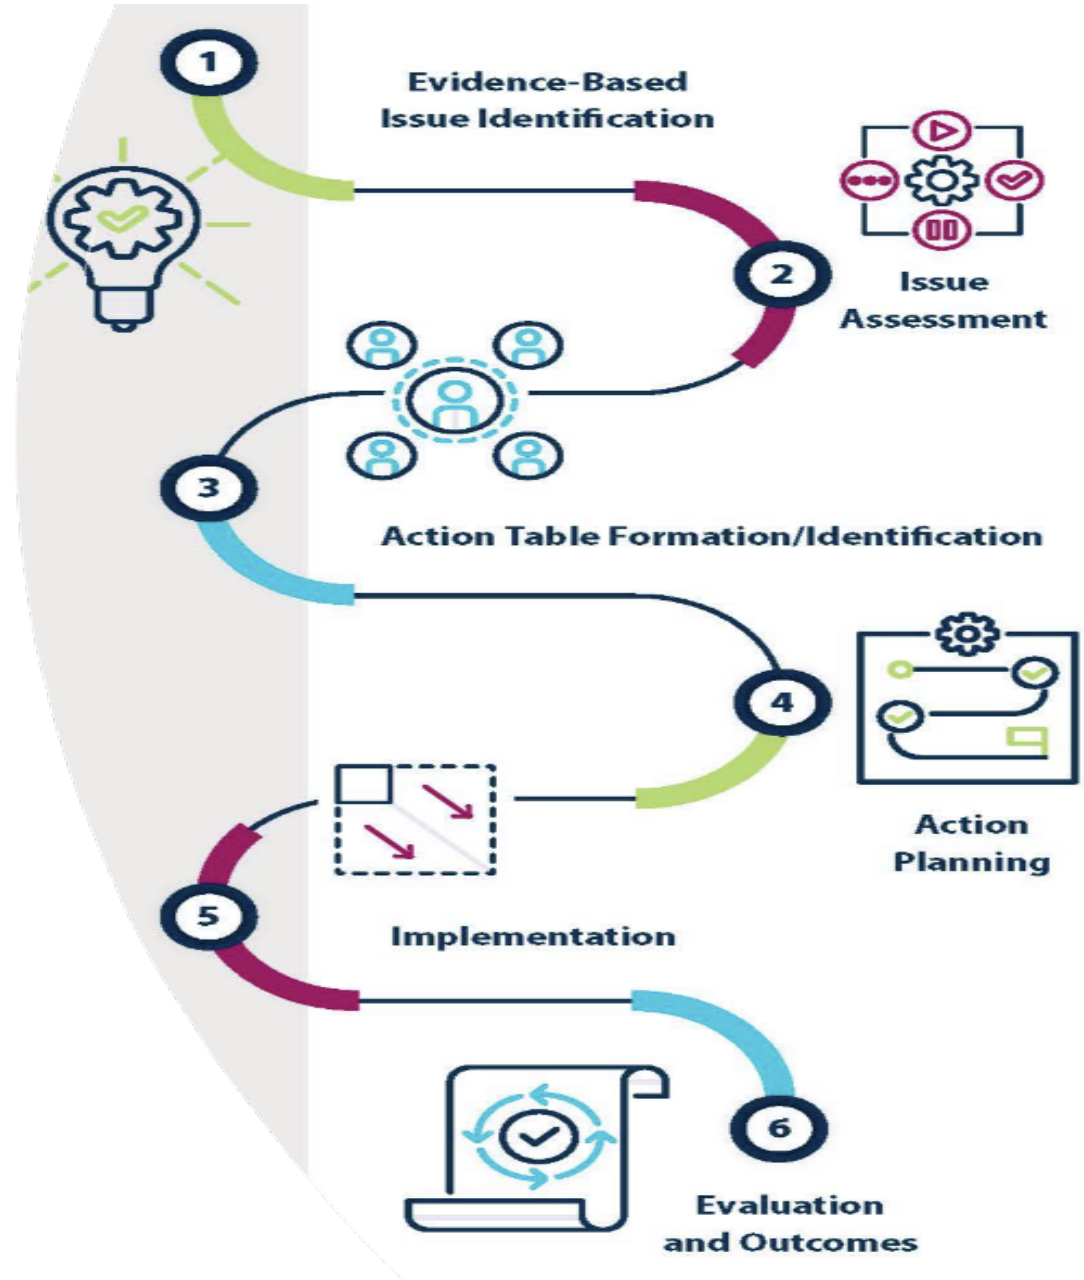 1
Evidence-Based
Issue Identification
2
Issue
Assessment
3
Action Table Formation/Identification
4
Action
Planning
5
Implementation
6
Evaluation
and Outcomes